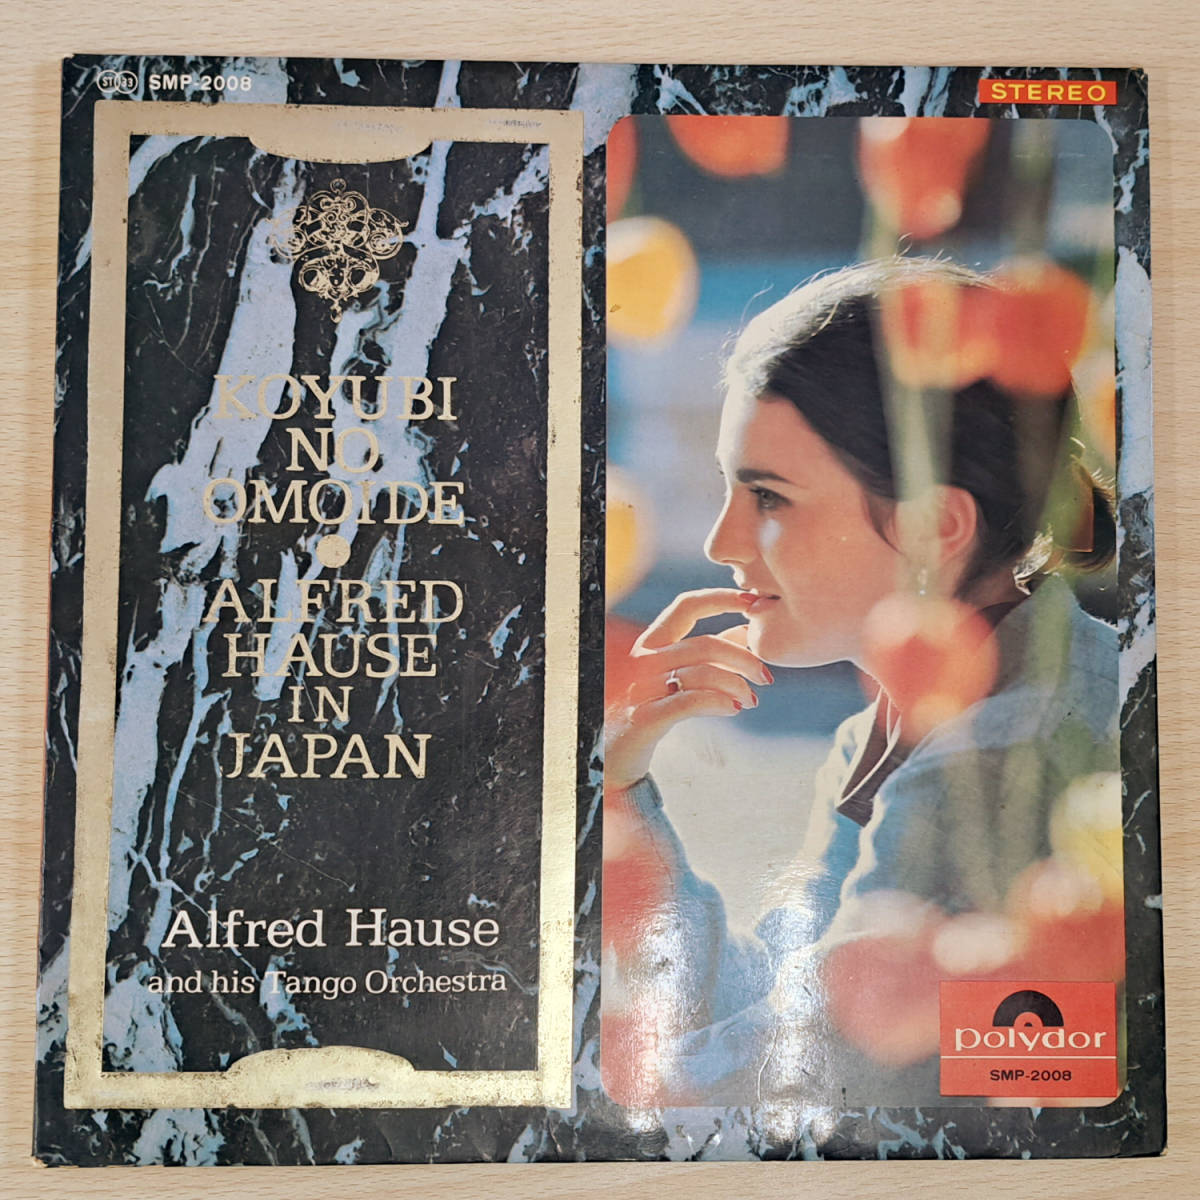 ST 33 SMP-2008
STEREO
KOYUBI
NO
OMOIDE
ALFRED
HAUSE
IN
JAPAN
Alfred Hause
and his Tango Orchestra
polydor
SMP-2008